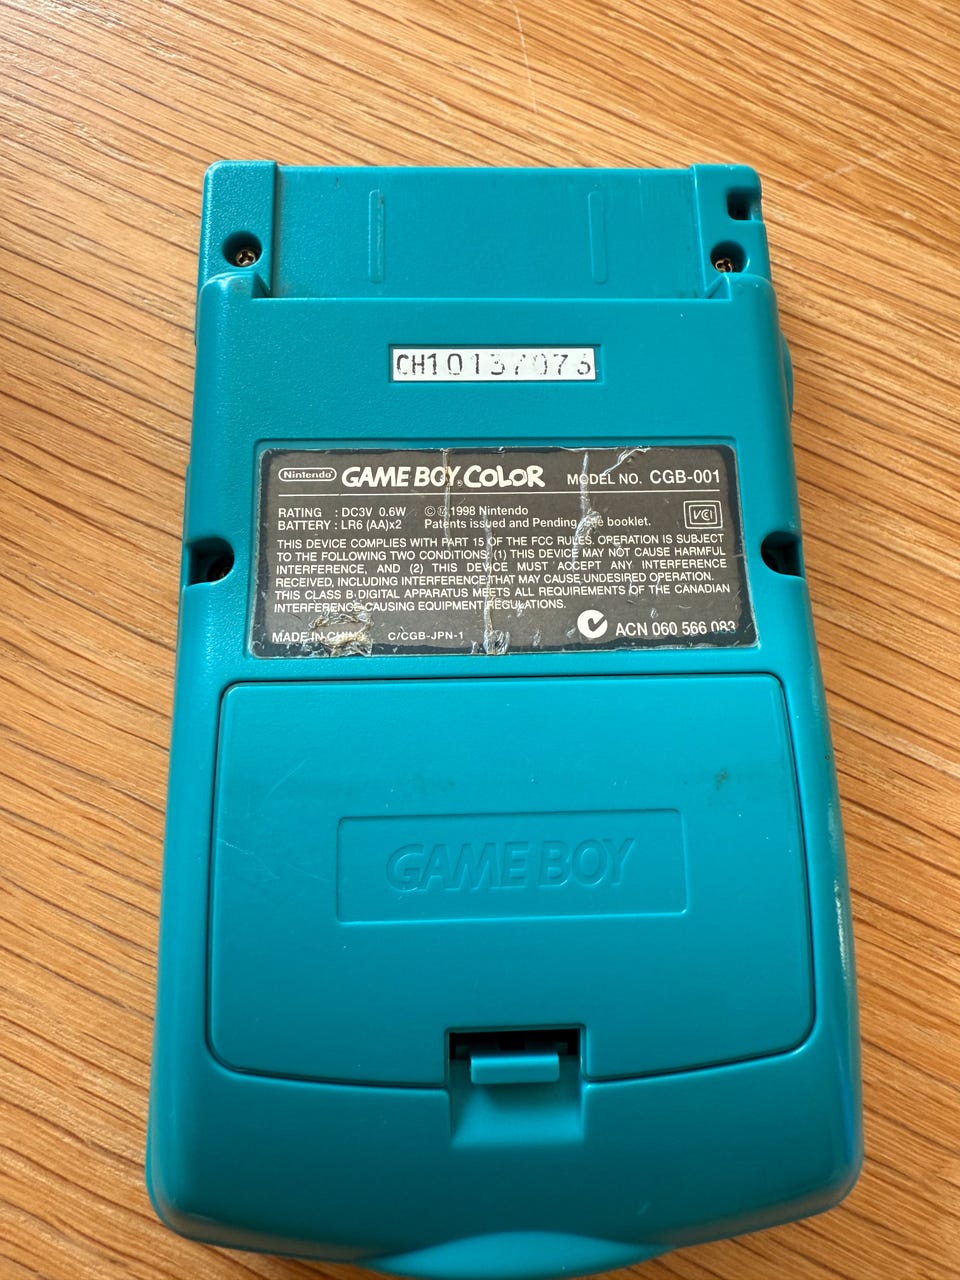 CH10137073
Nintendo GAME BOY COLOR MODEL NO. CGB-001
RATING : DC3V 0.6W © 1998 Nintendo
BATTERY : LR6 (AA)x2 Patents issued and Pending, See booklet.
VCI
THIS DEVICE COMPLIES WITH PART 15 OF THE FCC RULES. OPERATION IS SUBJECT
TO THE FOLLOWING TWO CONDITIONS: (1) THIS DEVICE MAY NOT CAUSE HARMFUL
INTERFERENCE, AND (2) THIS DEVICE MUST ACCEPT ANY INTERFERENCE
RECEIVED, INCLUDING INTERFERENCE THAT MAY CAUSE UNDESIRED OPERATION.
THIS CLASS B DIGITAL APPARATUS MEETS ALL REQUIREMENTS OF THE CANADIAN
INTERFERENCE-CAUSING EQUIPMENT REGULATIONS.
MADE IN CHINA C/CGB-JPN-1 ACN 060 566 083
GAME BOY